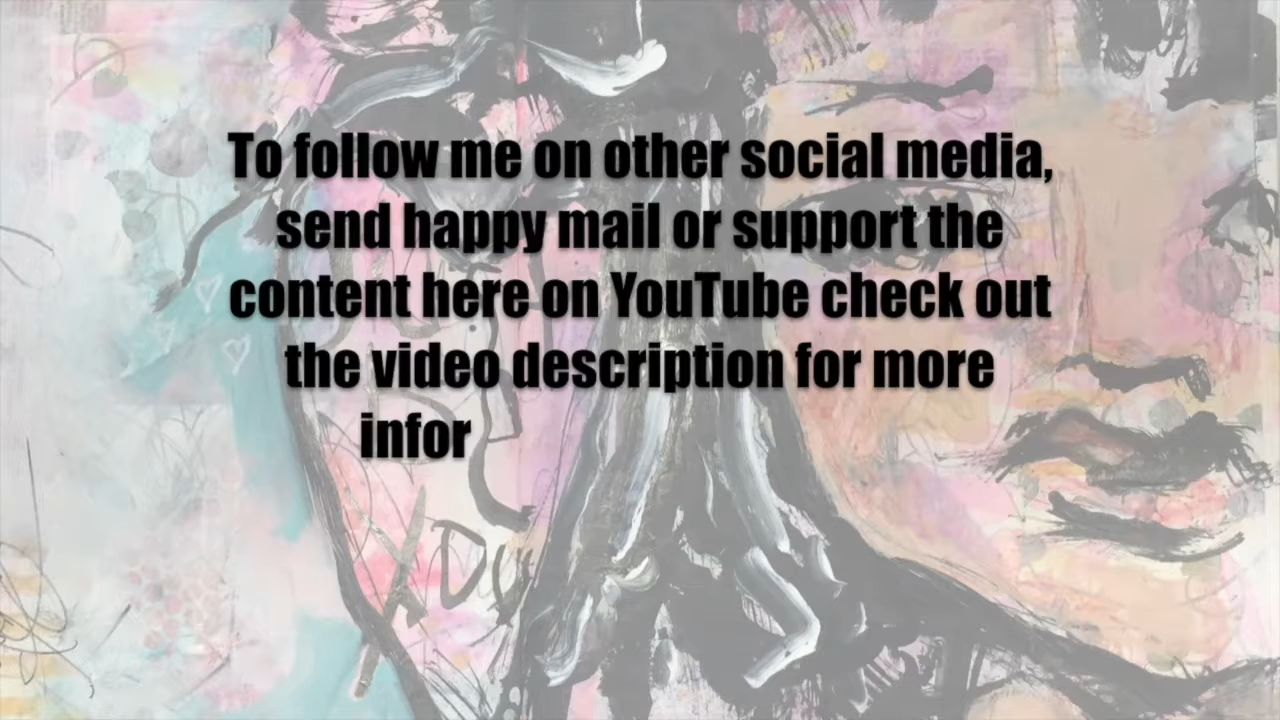 To follow me on other social media,
send happy mail or support the
content here on YouTube check out
the video description for more
infor
you